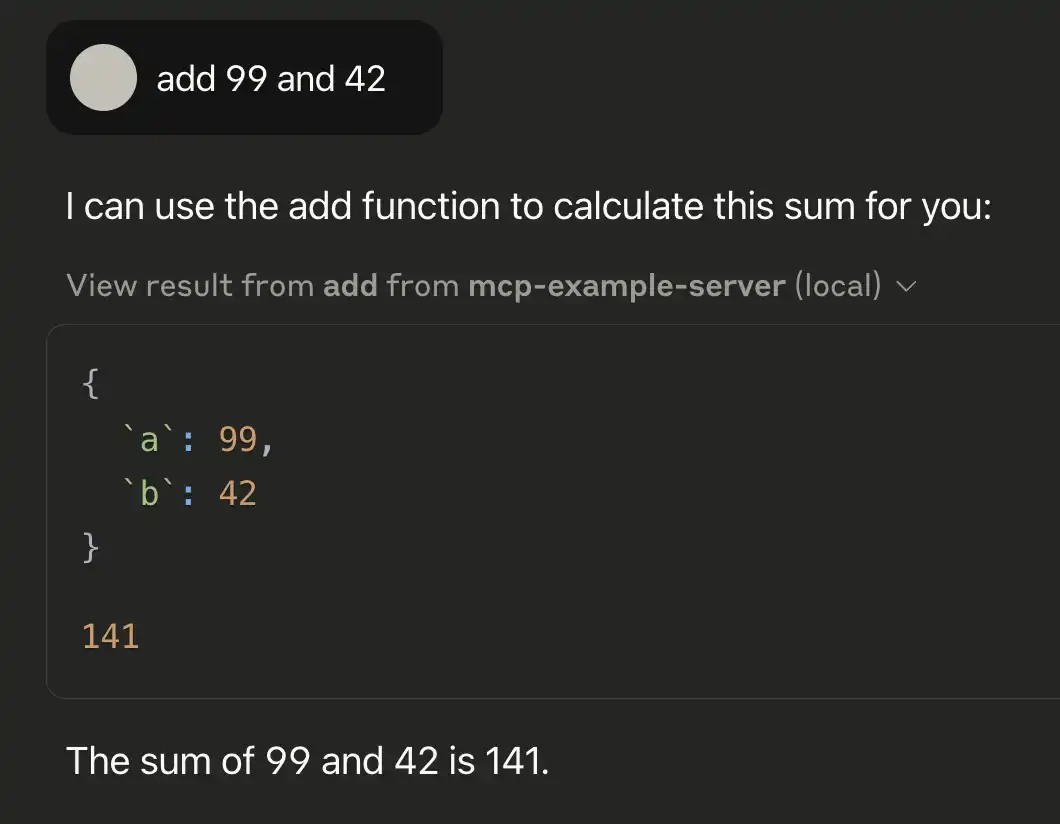 add 99 and 42
I can use the add function to calculate this sum for you:
View result from add from mcp-example-server (local)
{
`a`: 99,
`b`: 42
}
141
The sum of 99 and 42 is 141.